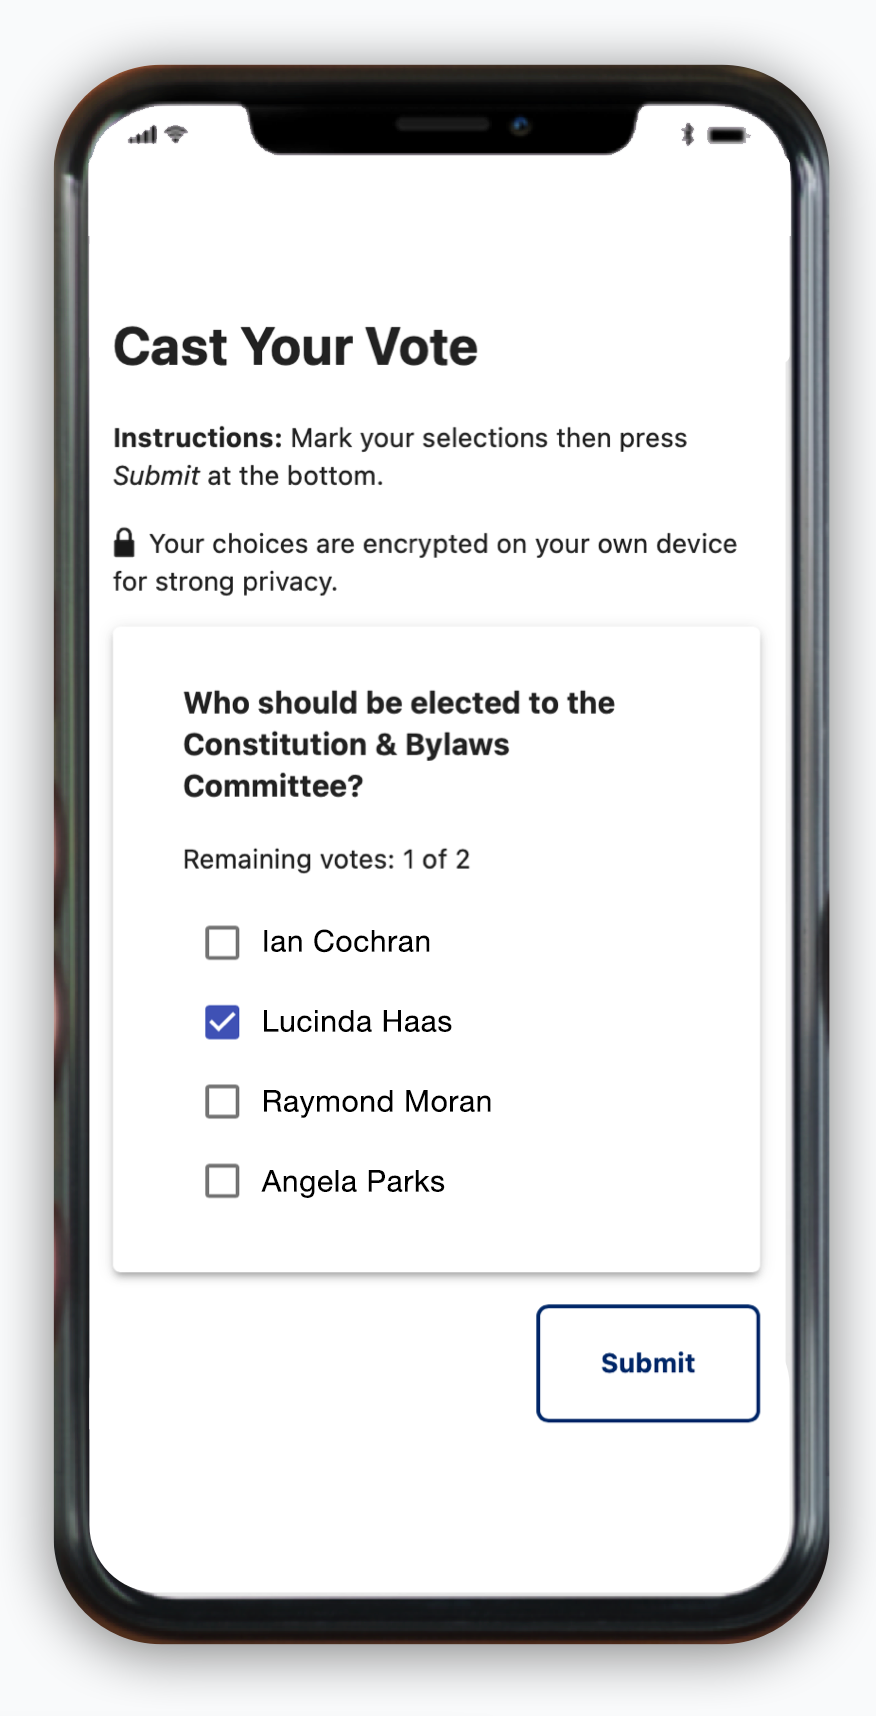 Cast Your Vote
Instructions: Mark your selections then press
Submit at the bottom.
Your choices are encrypted on your own device
for strong privacy.
Who should be elected to the
Constitution & Bylaws
Committee?
Remaining votes: 1 of 2
Ian Cochran
Lucinda Haas
Raymond Moran
Angela Parks
Submit